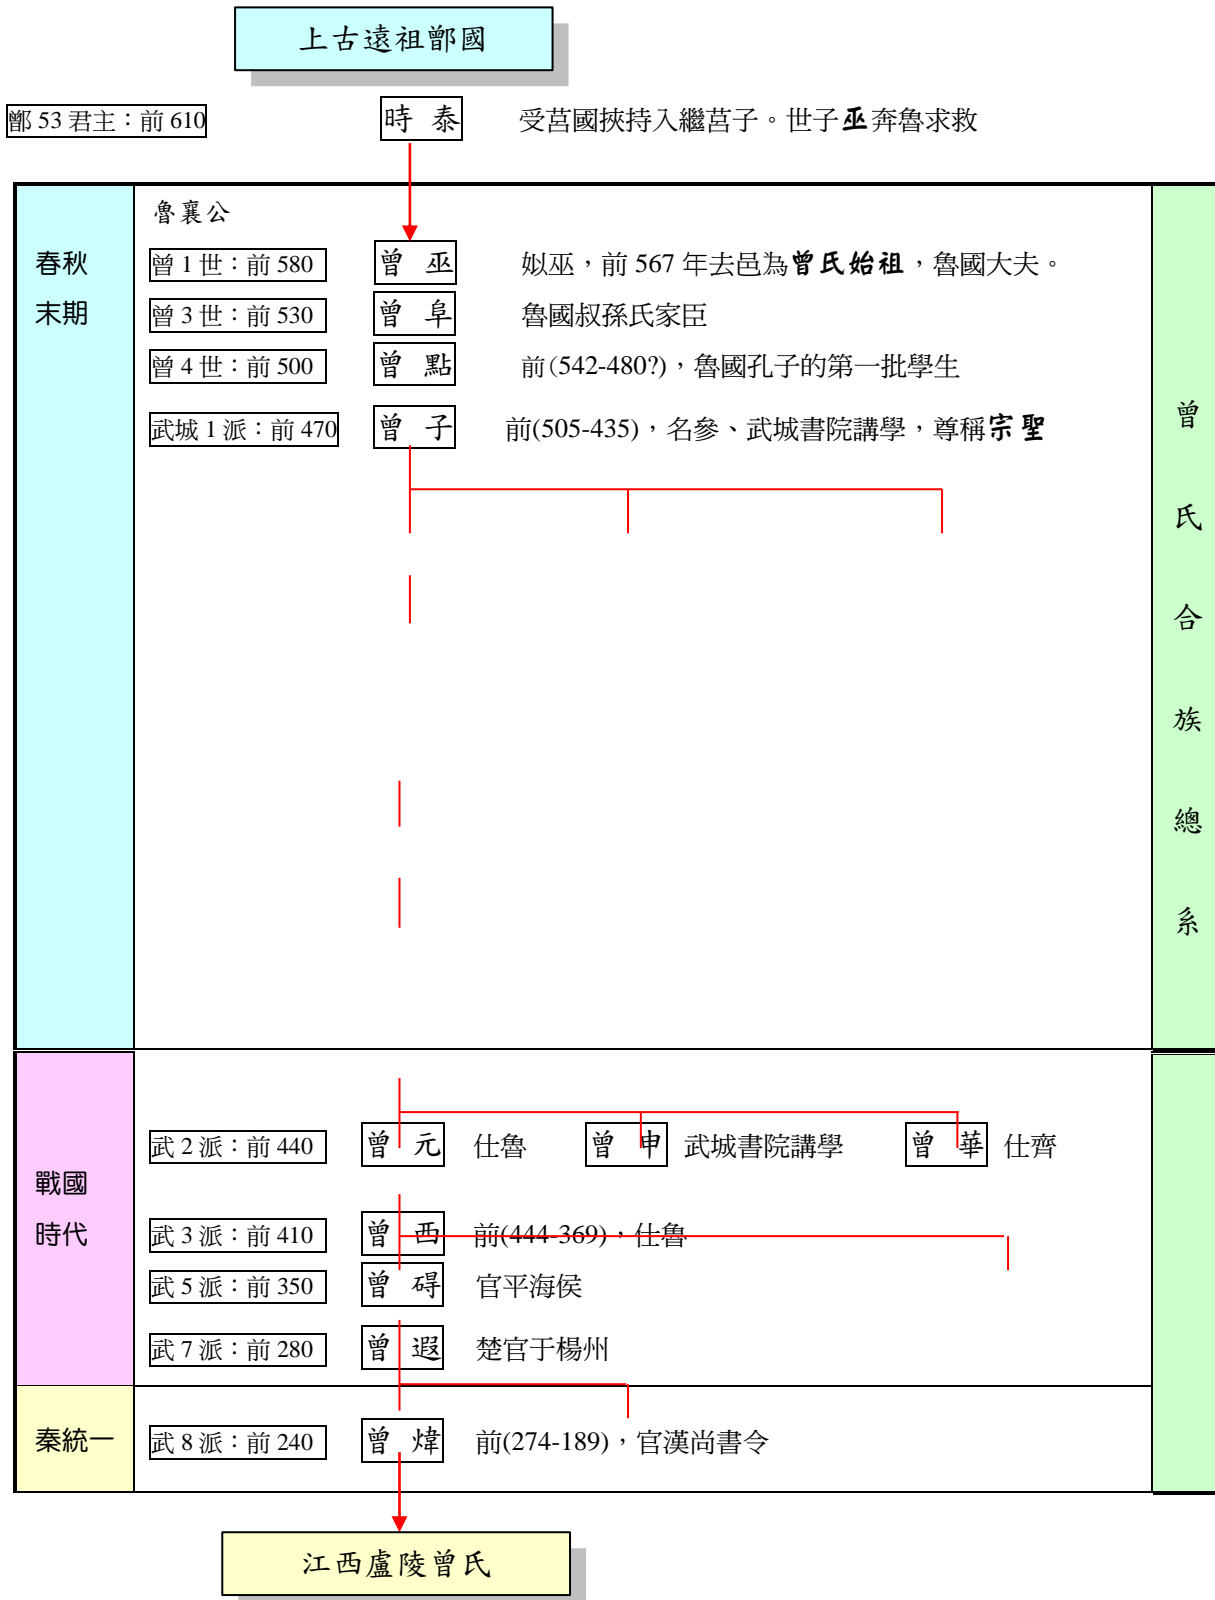 上古遠祖鄫國
鄫 53 君主：前 610 時 泰 受莒國挾持入繼莒子。世子巫奔魯求救
魯襄公
春秋
末期
曾 1 世：前 580 曾 巫 姒巫，前 567 年去邑為曾氏始祖，魯國大夫。
曾 3 世：前 530 曾 阜 魯國叔孫氏家臣
曾 4 世：前 500 曾 點 前(542-480?)，魯國孔子的第一批學生
武城 1 派：前 470 曾 子 前(505-435)，名參、武城書院講學，尊稱宗聖
曾氏合族總系
戰國
時代
武 2 派：前 440 曾 元 仕魯 曾 申 武城書院講學 曾 華 仕齊
武 3 派：前 410 曾 西 前(444-369)，仕魯
武 5 派：前 350 曾 碍 官平海侯
武 7 派：前 280 曾 遐 楚官于楊州
秦統一
武 8 派：前 240 曾 煒 前(274-189)，官漢尚書令
江西盧陵曾氏